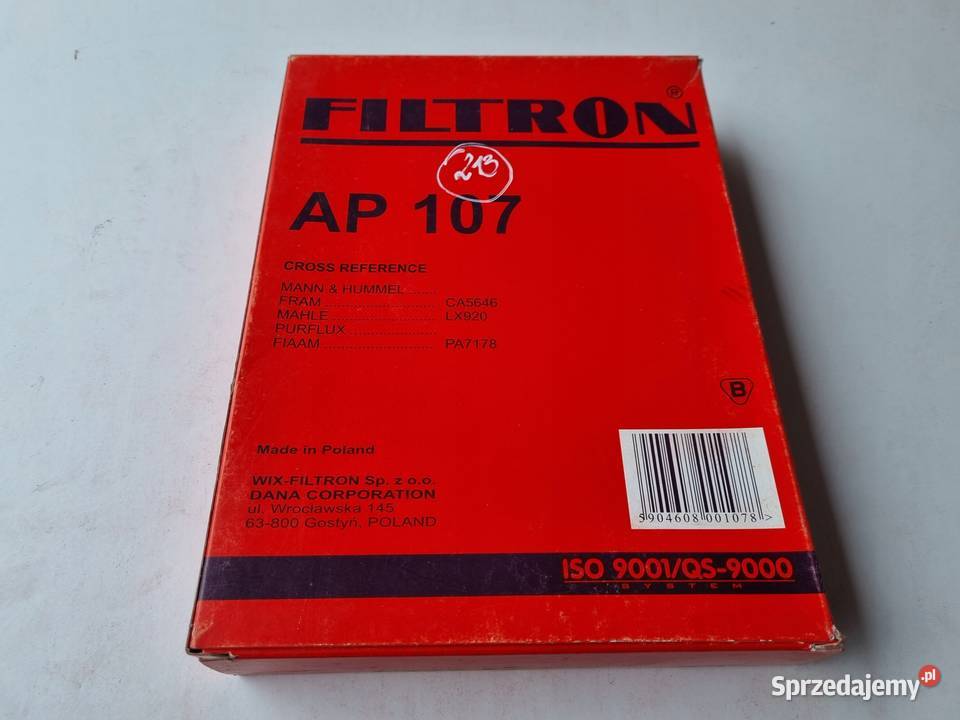 FILTRON®
213
AP 107
CROSS REFERENCE
MANN & HUMMEL.......
FRAM........................... CA5646
MAHLE......................... LX920
PURFLUX......................
FIAAM........................... PA7178
B
Made in Poland
WIX-FILTRON Sp. z o.o.
DANA CORPORATION
ul. Wrocławska 145
63-800 Gostyń, POLAND
5904608001078>
ISO 9001/QS-9000
SYSTEM
Sprzedajemy.pl